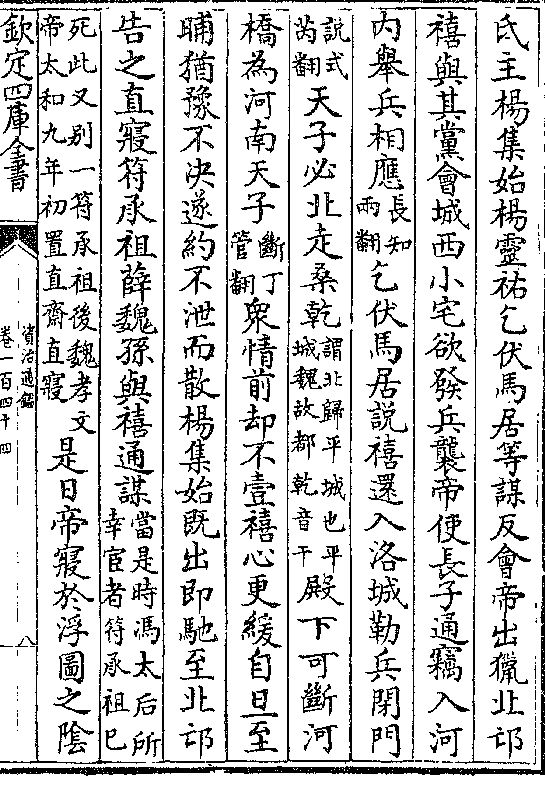 氏主楊集始楊靈祐乞伏馬居等謀反會帝出獵北邙
禧與其黨會城西小宅欲發兵襲帝使長子通竊入河
内舉兵相應長知兩翻乞伏馬居說禧還入洛城勒兵閉門
說式芮翻天子必北走桑乾謂北歸平城也平城魏故都乾音干殿下可斷河
橋為河南天子斷丁管翻衆情前却不壹禧心更緩自旦至
晡猶豫不決遂約不泄而散楊集始既出即馳至北邙
告之直寢符承祖薛魏孫與禧通謀當是時馮太后所幸宦者符承祖已
死此又别一符承祖後魏孝文帝太和九年初置直齋直寢是日帝寢於浮圖之陰
欽定四庫全書
資治通鑑
卷一百四十四
八